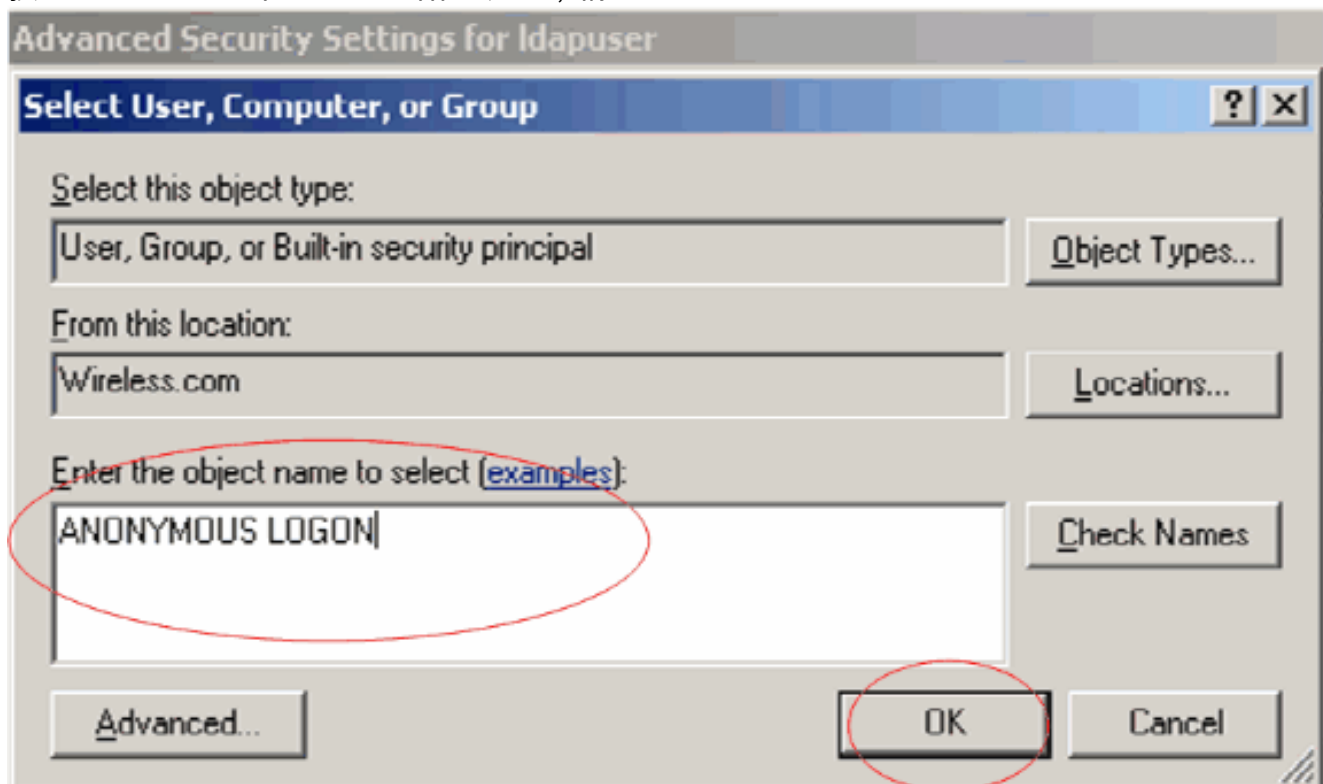 Advanced Security Settings for ldapuser
Select User, Computer, or Group
Select this object type:
User, Group, or Built-in security principal
Object Types...
From this location:
Wireless.com
Locations...
Enter the object name to select (examples):
ANONYMOUS LOGON
Check Names
Advanced...
OK
Cancel